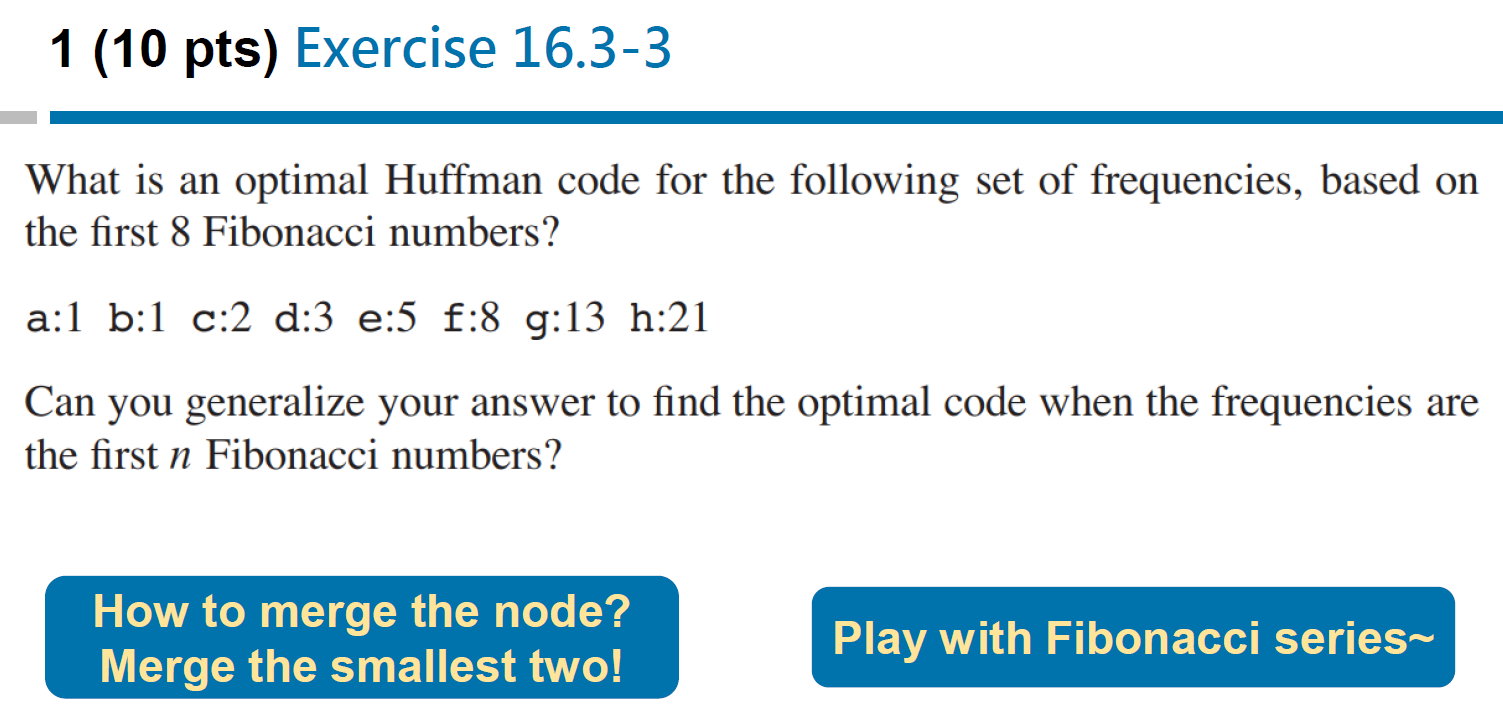 1 (10 pts) Exercise 16.3-3
What is an optimal Huffman code for the following set of frequencies, based on
the first 8 Fibonacci numbers?
a:1 b:1 c:2 d:3 e:5 f:8 g:13 h:21
Can you generalize your answer to find the optimal code when the frequencies are
the first n Fibonacci numbers?
How to merge the node?
Merge the smallest two!
Play with Fibonacci series~